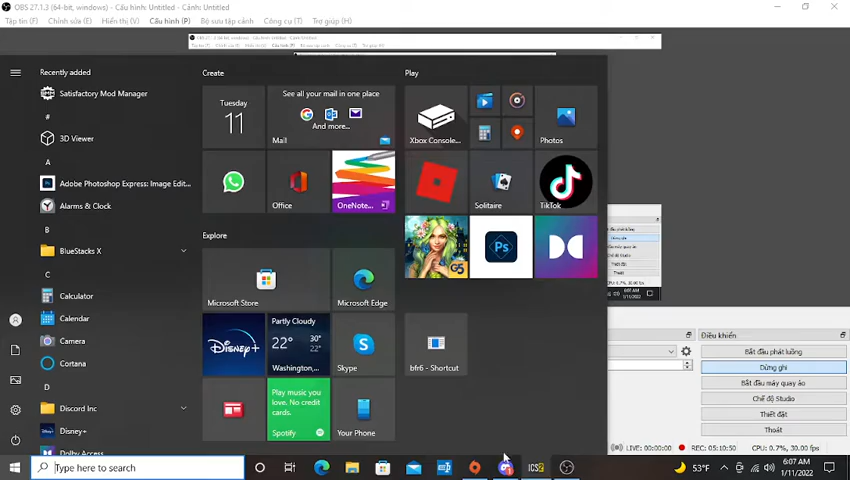 OBS 27.1.3 (64-bit, windows) - Cấu hình: Untitled - Cảnh: Untitled
Tập tin (F) Chỉnh sửa (E) Hiển thị (V) Cấu hình (P) Bộ sưu tập cảnh Công cụ (T) Trợ giúp (H)
Recently added
Satisfactory Mod Manager
#
3D Viewer
A
Adobe Photoshop Express: Image Edit...
Alarms & Clock
B
BlueStacks X
C
Calculator
Calendar
Camera
Cortana
D
Discord Inc
Disney+
Dolby Access
Create
Tuesday
11
See all your mail in one place
And more...
Mail
Office
OneNote...
Explore
Microsoft Store
Microsoft Edge
Disney+
Partly Cloudy
22°
30°
22°
Washington,...
Skype
Play music you love. No credit cards.
Spotify
Your Phone
Play
Xbox Console...
Photos
Solitaire
TikTok
G5
Ps
bfr6 - Shortcut
Điều khiển
Bắt đầu phát luồng
Dừng ghi
Bắt đầu máy quay ảo
Chế độ Studio
Thiết đặt
Thoát
LIVE: 00:00:00 REC: 05:10:50 CPU: 0.7%, 30.00 fps
Type here to search
53°F
6:07 AM
1/11/2022